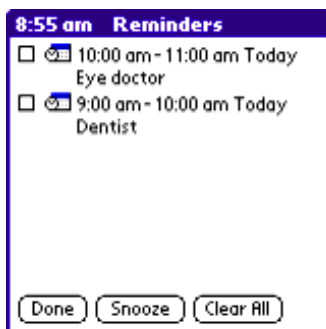 8:55 am Reminders
10:00 am - 11:00 am Today
Eye doctor
9:00 am - 10:00 am Today
Dentist
Done Snooze Clear All